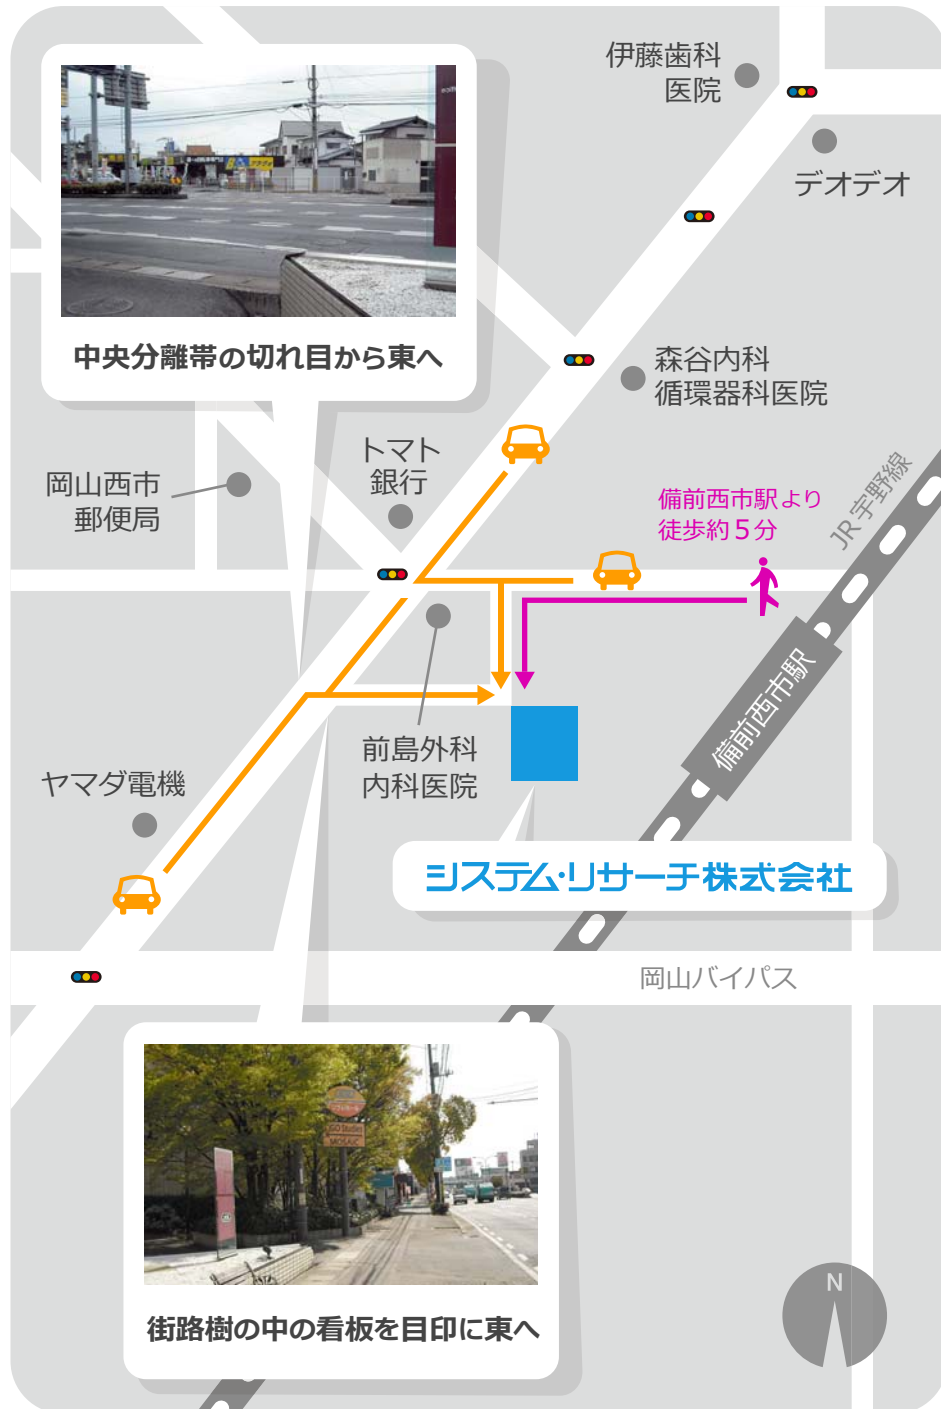 伊藤歯科
医院
デオデオ
中央分離帯の切れ目から東へ
森谷内科
循環器科医院
トマト
銀行
岡山西市
郵便局
備前西市駅より
徒歩約5分
JR宇野線
備前西市駅
前島外科
内科医院
ヤマダ電機
システム・リサーチ株式会社
岡山バイパス
GO Studies
MOSAIC
街路樹の中の看板を目印に東へ
N